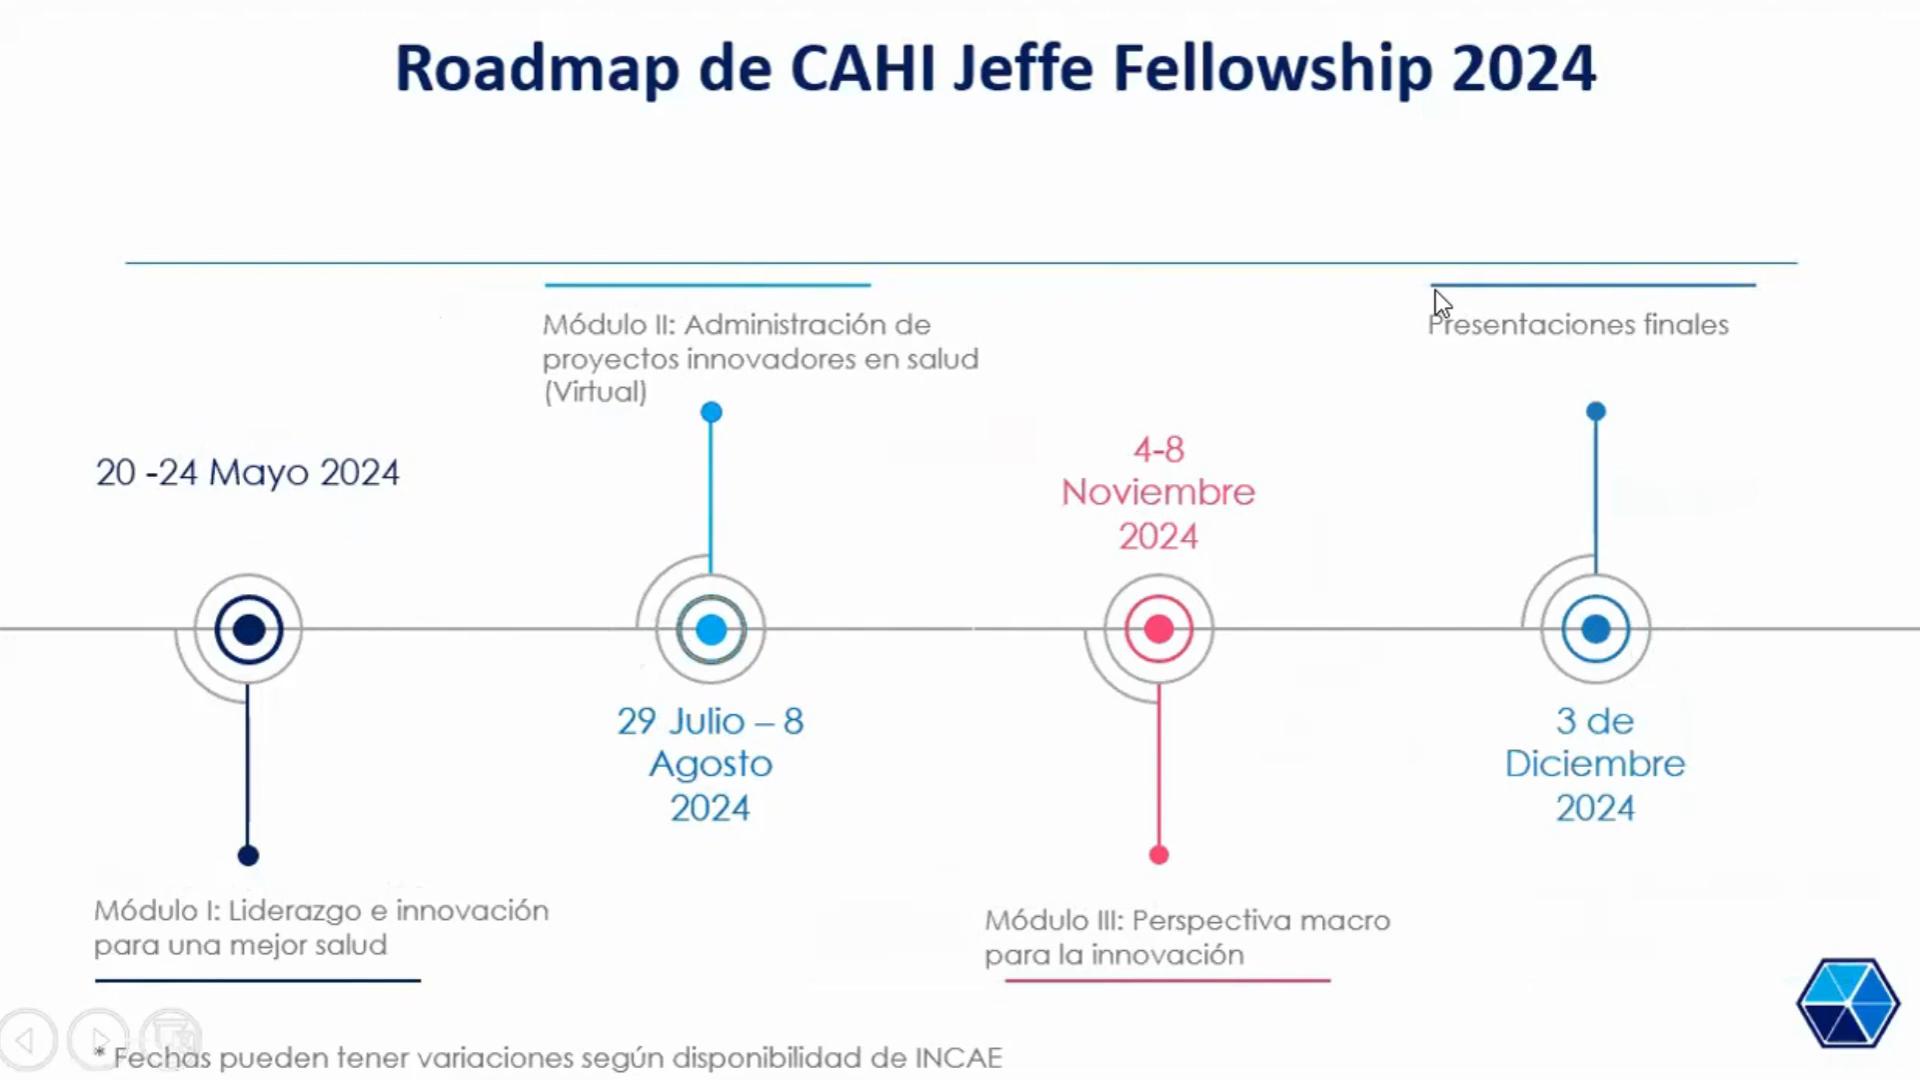 Roadmap de CAHI Jeffe Fellowship 2024
Módulo II: Administración de
proyectos innovadores en salud
(Virtual)
Presentaciones finales
20 -24 Mayo 2024
4-8
Noviembre
2024
29 Julio – 8
Agosto
2024
3 de
Diciembre
2024
Módulo I: Liderazgo e innovación
para una mejor salud
Módulo III: Perspectiva macro
para la innovación
* Fechas pueden tener variaciones según disponibilidad de INCAE